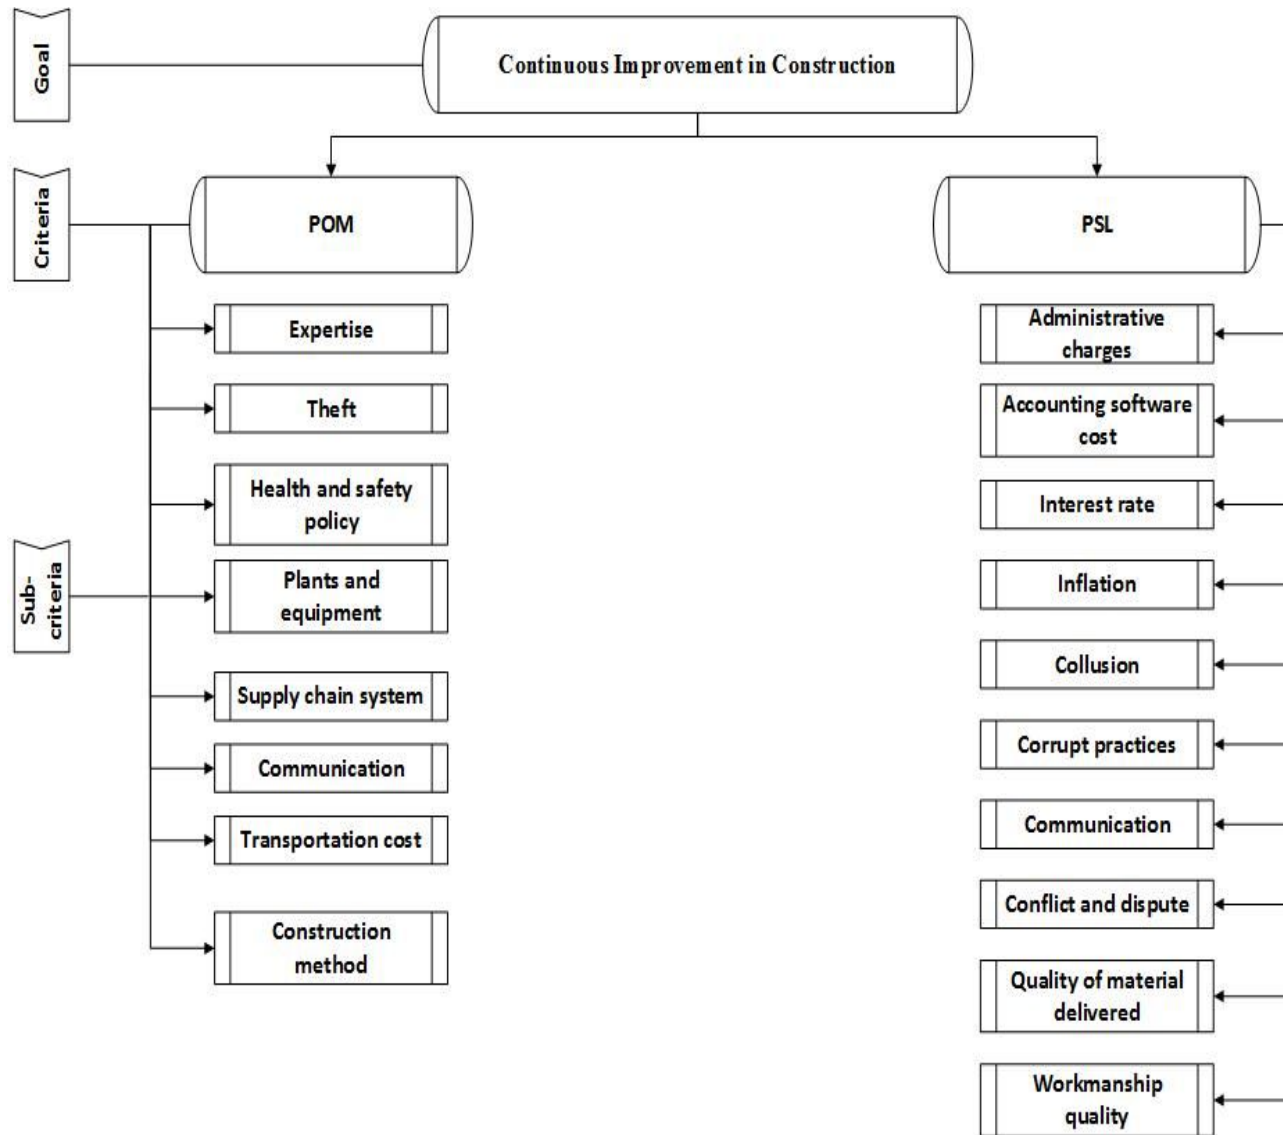 Goal
Continuous Improvement in Construction
Criteria
POM
PSL
Sub-
criteria
Expertise
Theft
Health and safety
policy
Plants and
equipment
Supply chain system
Communication
Transportation cost
Construction
method
Administrative
charges
Accounting software
cost
Interest rate
Inflation
Collusion
Corrupt practices
Communication
Conflict and dispute
Quality of material
delivered
Workmanship
quality